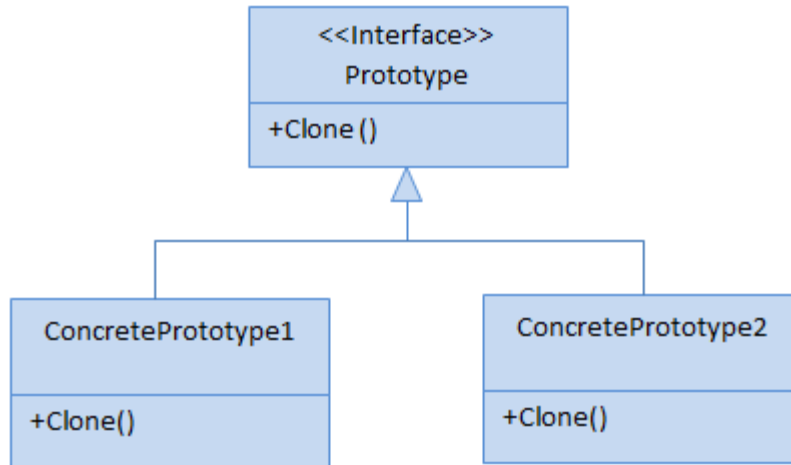 <<Interface>>
Prototype
+Clone()
ConcretePrototype1
+Clone()
ConcretePrototype2
+Clone()